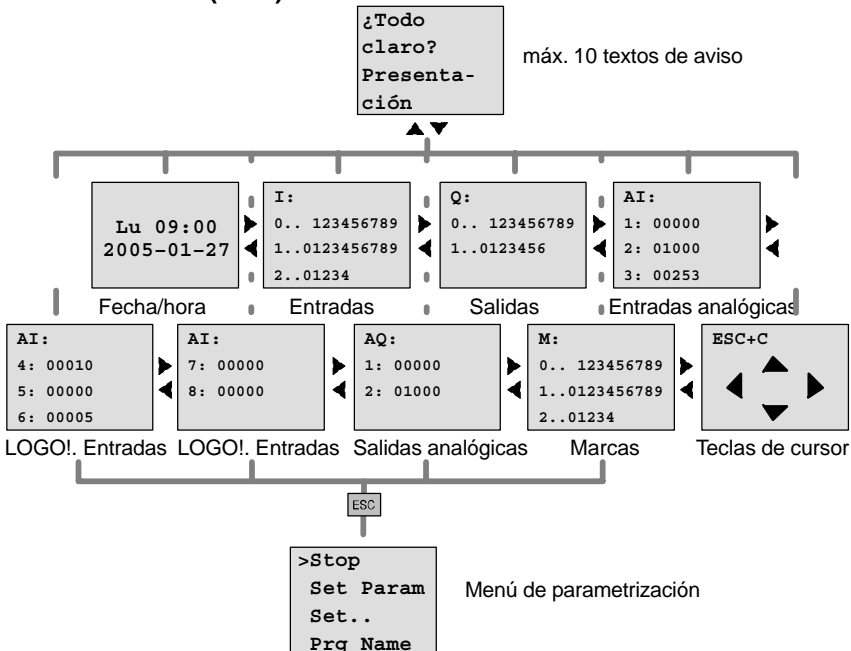 ¿Todo
claro?
Presenta-
ción
máx. 10 textos de aviso
Lu 09:00
2005-01-27
I:
0.. 123456789
1..0123456789
2..01234
Q:
0.. 123456789
1..0123456
AI:
1: 00000
2: 01000
3: 00253
Fecha/hora
Entradas
Salidas
Entradas analógicas
AI:
4: 00010
5: 00000
6: 00005
AI:
7: 00000
8: 00000
AQ:
1: 00000
2: 01000
M:
0.. 123456789
1..0123456789
2..01234
ESC+C
LOGO!. Entradas
LOGO!. Entradas
Salidas analógicas
Marcas
Teclas de cursor
ESC
>Stop
Set Param
Set..
Prg Name
Menú de parametrización